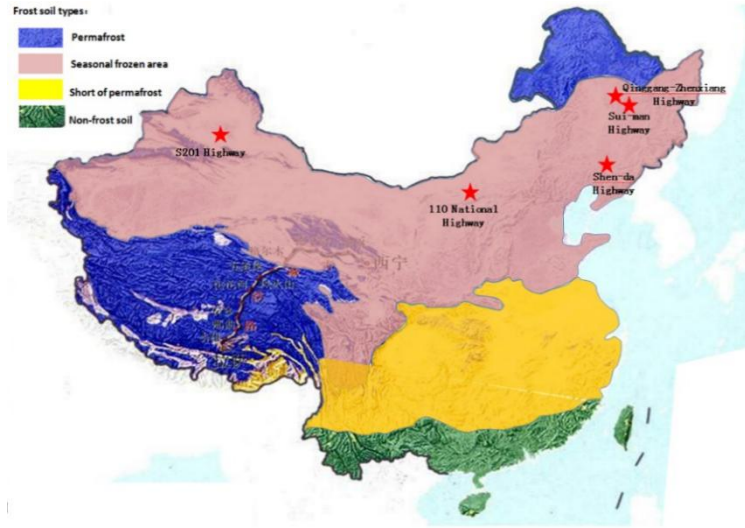 Frost soil types:
Permafrost
Seasonal frozen area
Short of permafrost
Non-frost soil
Qinggang-Zhenxiang
Highway
Sui-man
Highway
S201 Highway
Shen-da
Highway
110 National
Highway
西宁